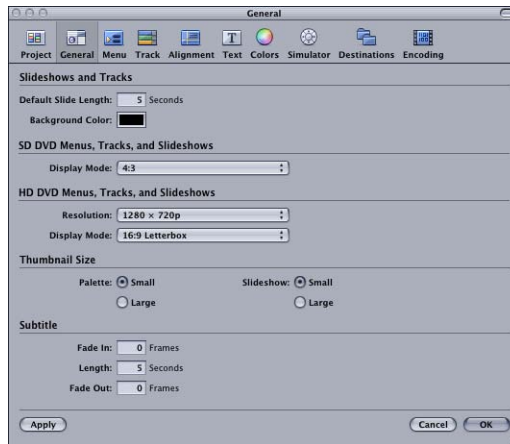 General
Project General Menu Track Alignment Text Colors Simulator Destinations Encoding
Slideshows and Tracks
Default Slide Length: 5 Seconds
Background Color:
SD DVD Menus, Tracks, and Slideshows
Display Mode: 4:3
HD DVD Menus, Tracks, and Slideshows
Resolution: 1280 × 720p
Display Mode: 16:9 Letterbox
Thumbnail Size
Palette: Small Slideshow: Small
Large Large
Subtitle
Fade In: 0 Frames
Length: 5 Seconds
Fade Out: 0 Frames
Apply Cancel OK